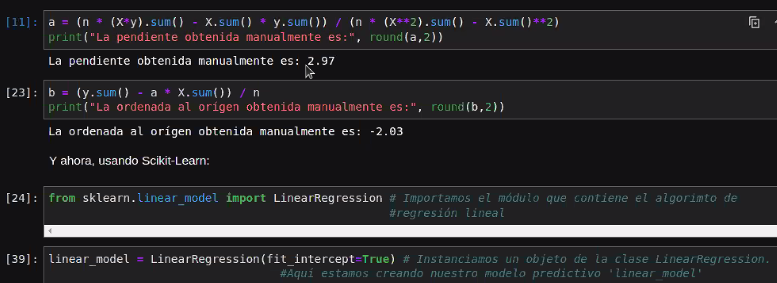 [11]: a = (n * (X*y).sum() - X.sum() * y.sum()) / (n * (X**2).sum() - X.sum()**2)
print("La pendiente obtenida manualmente es:", round(a,2))
La pendiente obtenida manualmente es: 2.97
[23]: b = (y.sum() - a * X.sum()) / n
print("La ordenada al orígen obtenida manualmente es:", round(b,2))
La ordenada al orígen obtenida manualmente es: -2.03
Y ahora, usando Scikit-Learn:
[24]: from sklearn.linear_model import LinearRegression # Importamos el módulo que contiene el algorimto de
#regresión lineal
[39]: linear_model = LinearRegression(fit_intercept=True) # Instanciamos un objeto de la clase LinearRegression.
#Aquí estamos creando nuestro modelo predictivo 'linear_model'